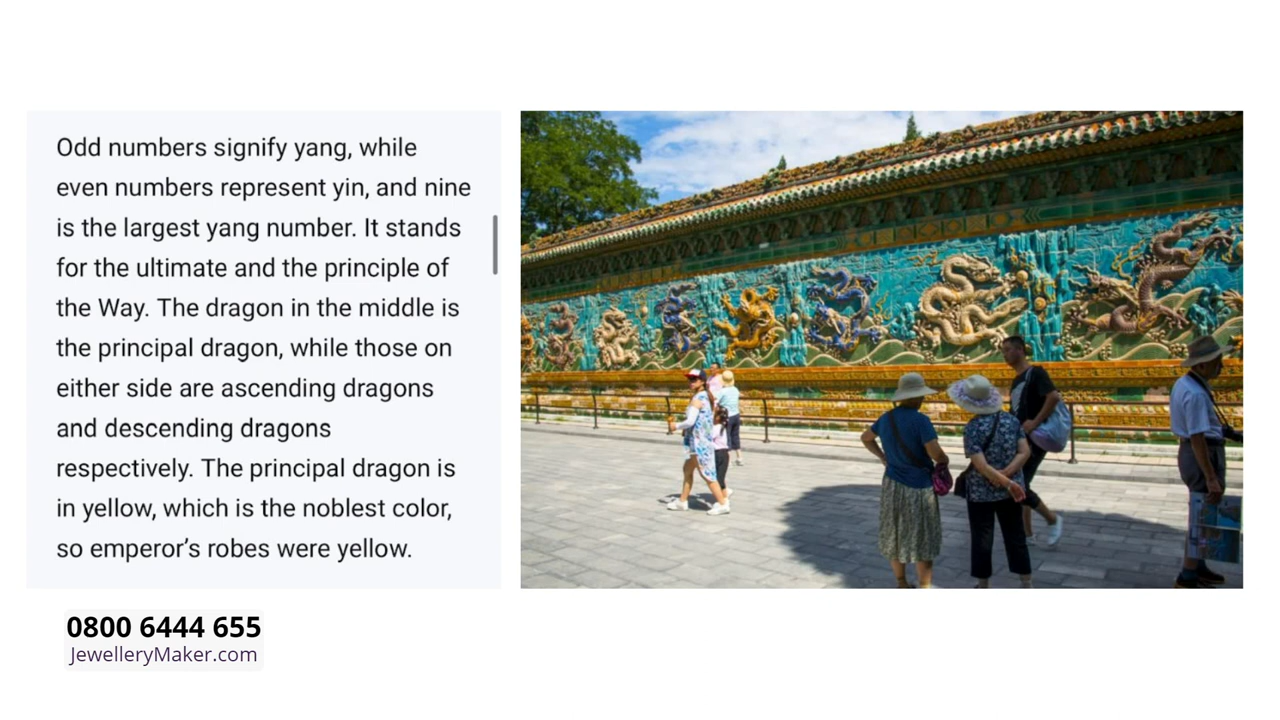 Odd numbers signify yang, while
even numbers represent yin, and nine
is the largest yang number. It stands
for the ultimate and the principle of
the Way. The dragon in the middle is
the principal dragon, while those on
either side are ascending dragons
and descending dragons
respectively. The principal dragon is
in yellow, which is the noblest color,
so emperor’s robes were yellow.
0800 6444 655
JewelleryMaker.com